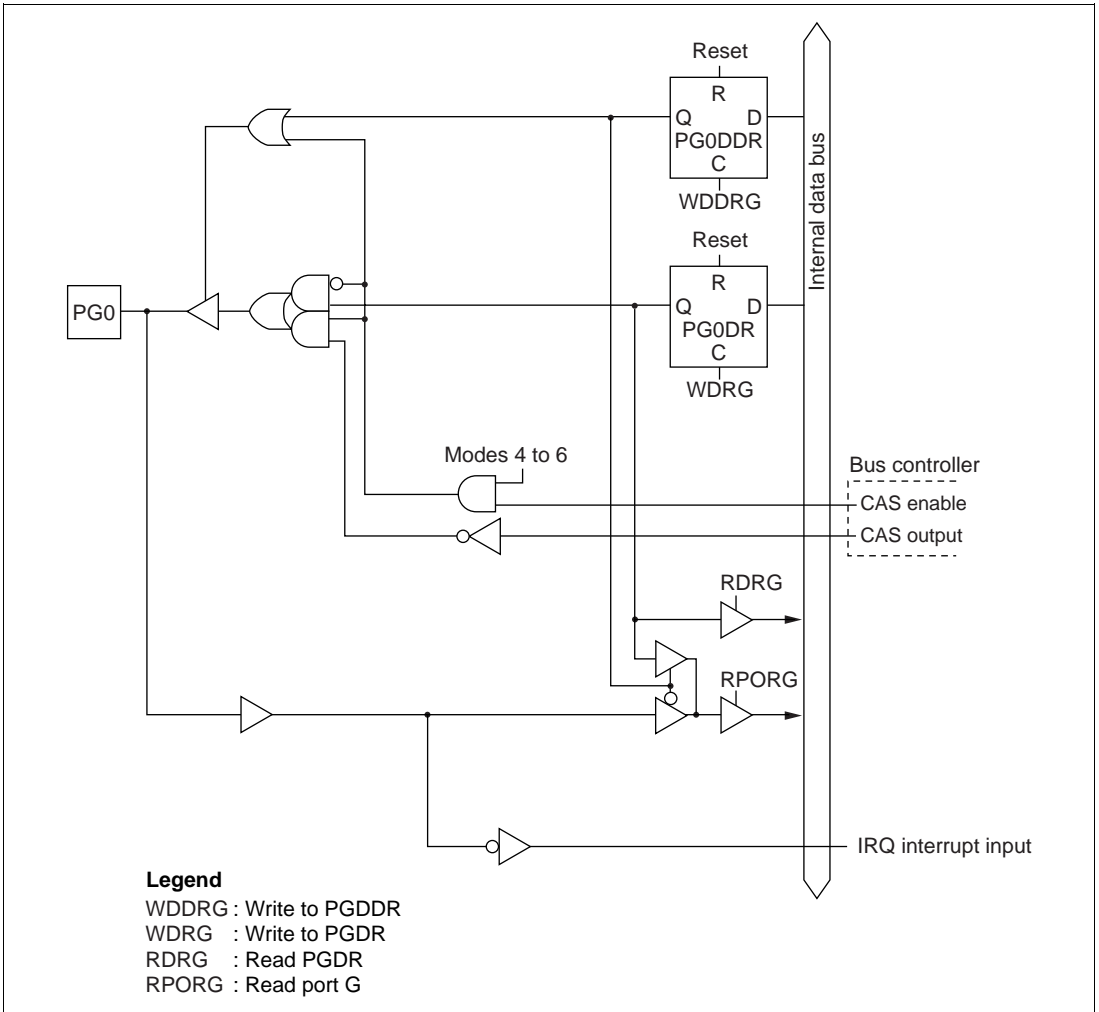 Reset
R
Q D
PG0DDR
C
WDDRG
Reset
R
Q D
PG0DR
C
WDRG
Internal data bus
PG0
Modes 4 to 6
Bus controller
CAS enable
CAS output
RDRG
RPORG
IRQ interrupt input
Legend
WDDRG : Write to PGDDR
WDRG : Write to PGDR
RDRG : Read PGDR
RPORG : Read port G